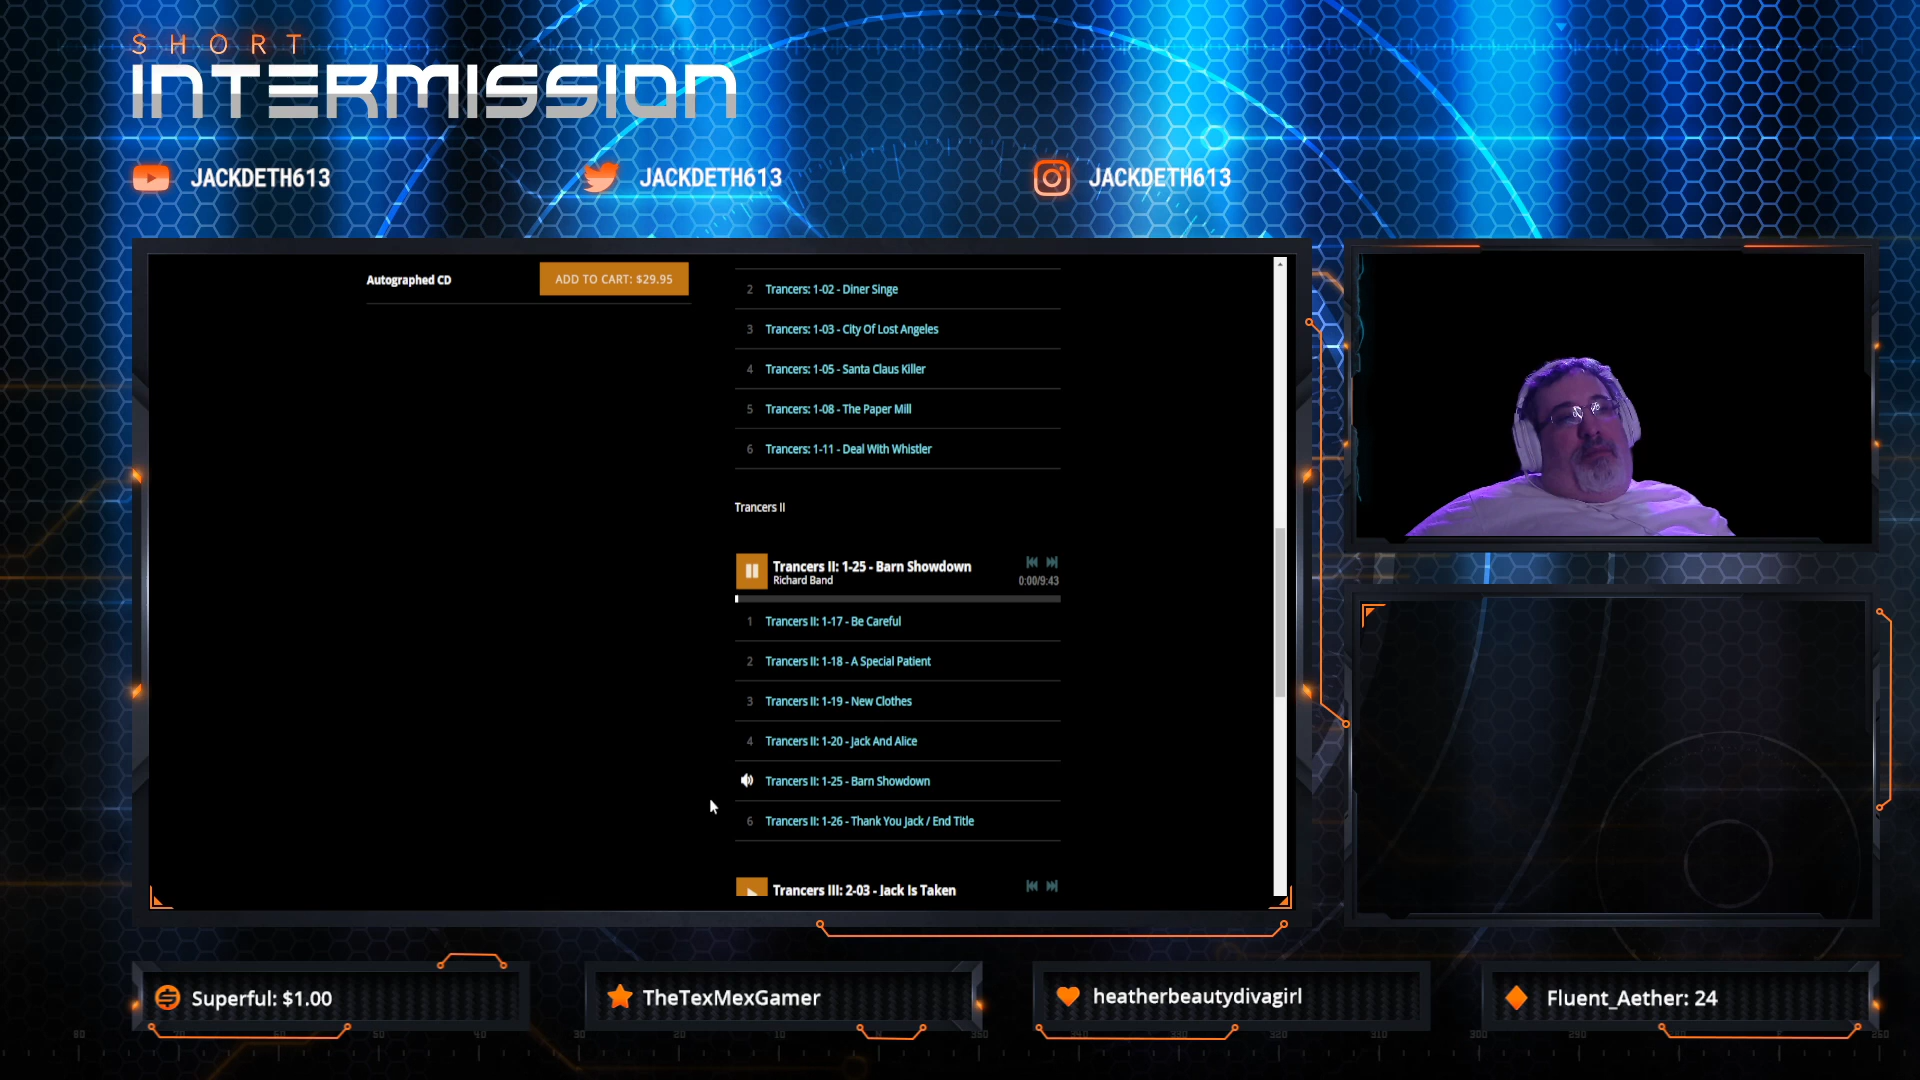 SHORT
INTERMISSION
JACKDETH613 JACKDETH613 JACKDETH613
Autographed CD ADD TO CART: $29.95
2 Trancers: 1-02 - Diner Singe
3 Trancers: 1-03 - City Of Lost Angeles
4 Trancers: 1-05 - Santa Claus Killer
5 Trancers: 1-08 - The Paper Mill
6 Trancers: 1-11 - Deal With Whistler
Trancers II
Trancers II: 1-25 - Barn Showdown
Richard Band 0:00/9:43
1 Trancers II: 1-17 - Be Careful
2 Trancers II: 1-18 - A Special Patient
3 Trancers II: 1-19 - New Clothes
4 Trancers II: 1-20 - Jack And Alice
Trancers II: 1-25 - Barn Showdown
6 Trancers II: 1-26 - Thank You Jack / End Title
Trancers III: 2-03 - Jack Is Taken
Superful: $1.00 TheTexMexGamer heatherbeautydivagirl Fluent_Aether: 24